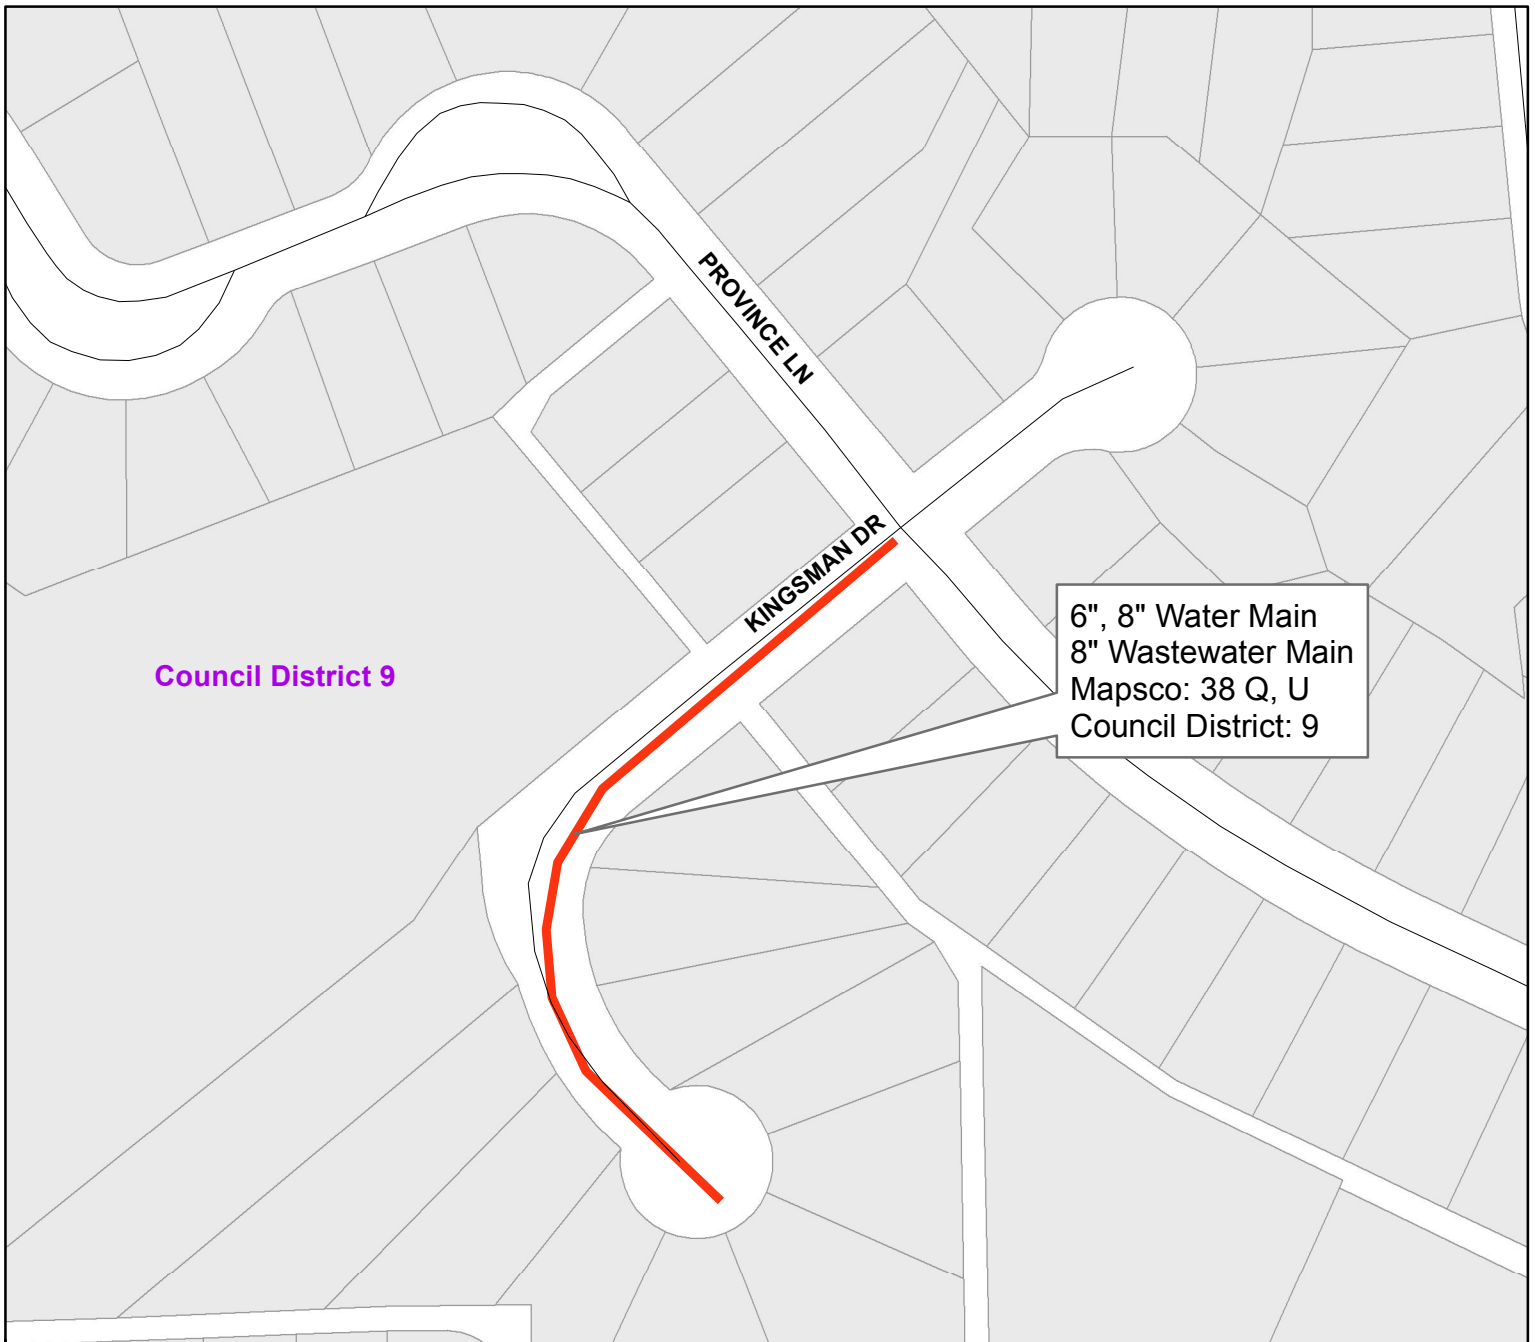 PROVINCE LN
KINGSMAN DR
6", 8" Water Main
8" Wastewater Main
Mapsco: 38 Q, U
Council District: 9
Council District 9